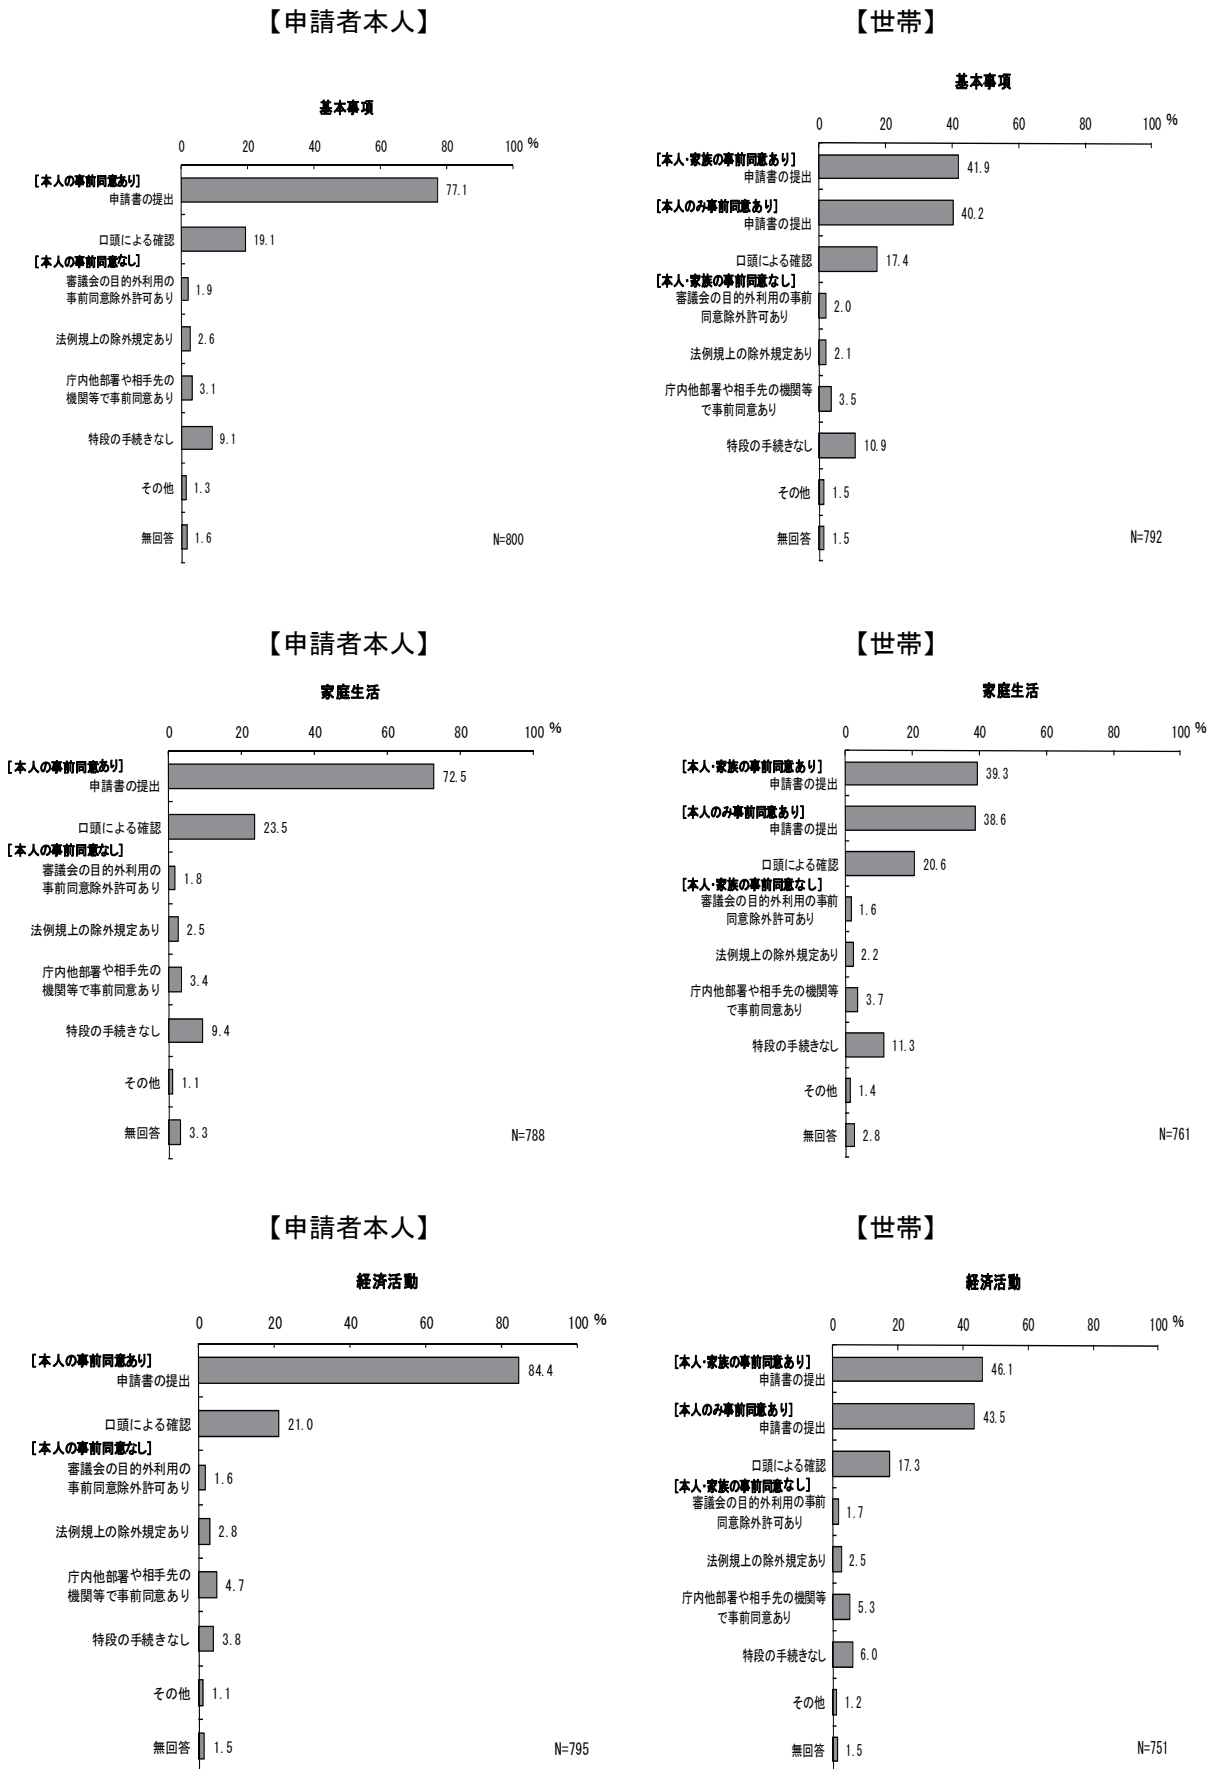 【申請者本人】
基本事項
0 20 40 60 80 100 %
[本人の事前同意あり]
申請書の提出 77.1
口頭による確認 19.1
[本人の事前同意なし]
審議会の目的外利用の
事前同意除外許可あり 1.9
法例規上の除外規定あり 2.6
庁内他部署や相手先の
機関等で事前同意あり 3.1
特段の手続きなし 9.1
その他 1.3
無回答 1.6
N=800
【世帯】
基本事項
0 20 40 60 80 100 %
[本人・家族の事前同意あり]
申請書の提出 41.9
[本人のみ事前同意あり]
申請書の提出 40.2
口頭による確認 17.4
[本人・家族の事前同意なし]
審議会の目的外利用の事前
同意除外許可あり 2.0
法例規上の除外規定あり 2.1
庁内他部署や相手先の機関等
で事前同意あり 3.5
特段の手続きなし 10.9
その他 1.5
無回答 1.5
N=792
【申請者本人】
家庭生活
0 20 40 60 80 100 %
[本人の事前同意あり]
申請書の提出 72.5
口頭による確認 23.5
[本人の事前同意なし]
審議会の目的外利用の
事前同意除外許可あり 1.8
法例規上の除外規定あり 2.5
庁内他部署や相手先の
機関等で事前同意あり 3.4
特段の手続きなし 9.4
その他 1.1
無回答 3.3
N=788
【世帯】
家庭生活
0 20 40 60 80 100 %
[本人・家族の事前同意あり]
申請書の提出 39.3
[本人のみ事前同意あり]
申請書の提出 38.6
口頭による確認 20.6
[本人・家族の事前同意なし]
審議会の目的外利用の事前
同意除外許可あり 1.6
法例規上の除外規定あり 2.2
庁内他部署や相手先の機関等
で事前同意あり 3.7
特段の手続きなし 11.3
その他 1.4
無回答 2.8
N=761
【申請者本人】
経済活動
0 20 40 60 80 100 %
[本人の事前同意あり]
申請書の提出 84.4
口頭による確認 21.0
[本人の事前同意なし]
審議会の目的外利用の
事前同意除外許可あり 1.6
法例規上の除外規定あり 2.8
庁内他部署や相手先の
機関等で事前同意あり 4.7
特段の手続きなし 3.8
その他 1.1
無回答 1.5
N=795
【世帯】
経済活動
0 20 40 60 80 100 %
[本人・家族の事前同意あり]
申請書の提出 46.1
[本人のみ事前同意あり]
申請書の提出 43.5
口頭による確認 17.3
[本人・家族の事前同意なし]
審議会の目的外利用の事前
同意除外許可あり 1.7
法例規上の除外規定あり 2.5
庁内他部署や相手先の機関等
で事前同意あり 5.3
特段の手続きなし 6.0
その他 1.2
無回答 1.5
N=751